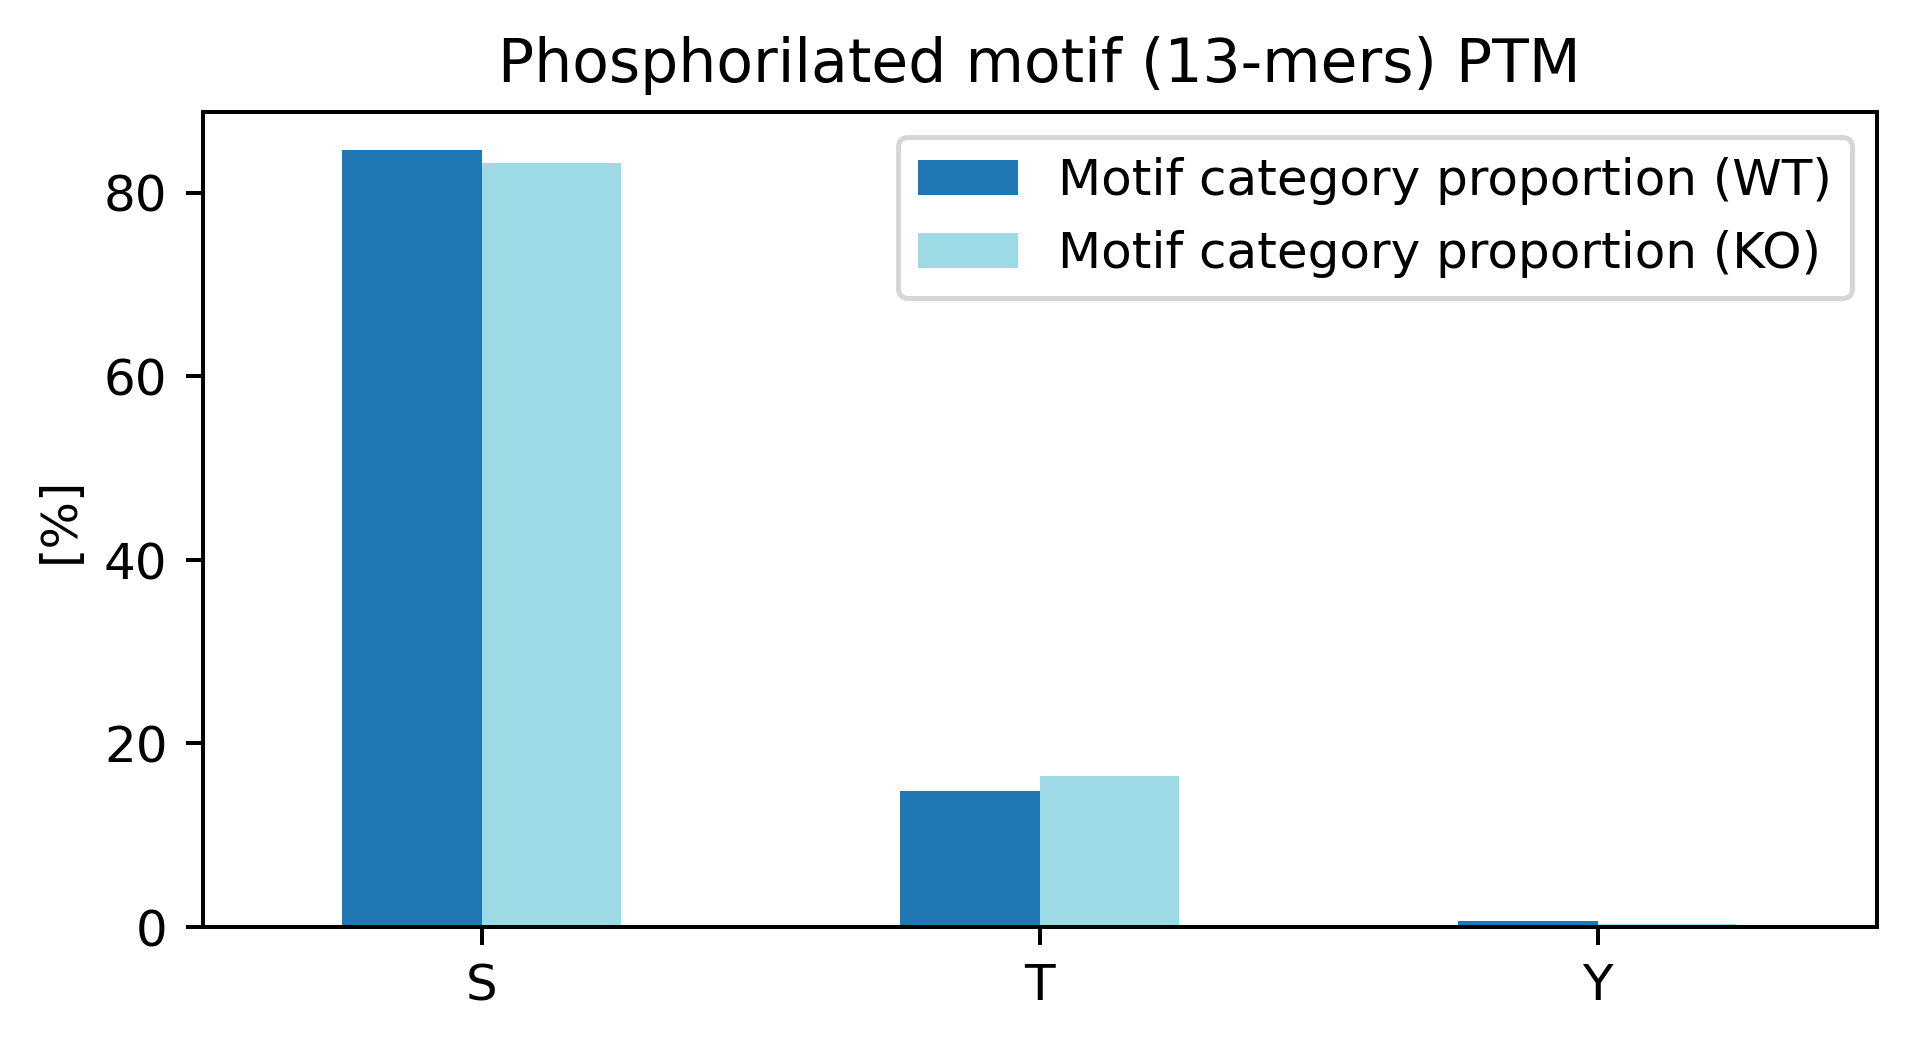 Phosphorilated motif (13-mers) PTM
Motif category proportion (WT)
Motif category proportion (KO)
[%]
80
60
40
20
0
S
T
Y